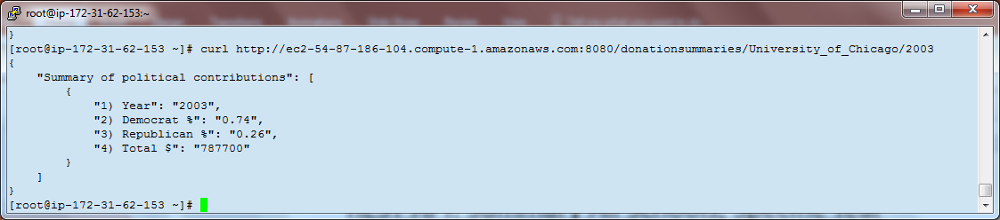 root@ip-172-31-62-153:~
}
[root@ip-172-31-62-153 ~]# curl http://ec2-54-87-186-104.compute-1.amazonaws.com:8080/donationsummaries/University_of_Chicago/2003
{
    "Summary of political contributions": [
        {
            "1) Year": "2003",
            "2) Democrat %": "0.74",
            "3) Republican %": "0.26",
            "4) Total $": "787700"
        }
    ]
}
[root@ip-172-31-62-153 ~]#